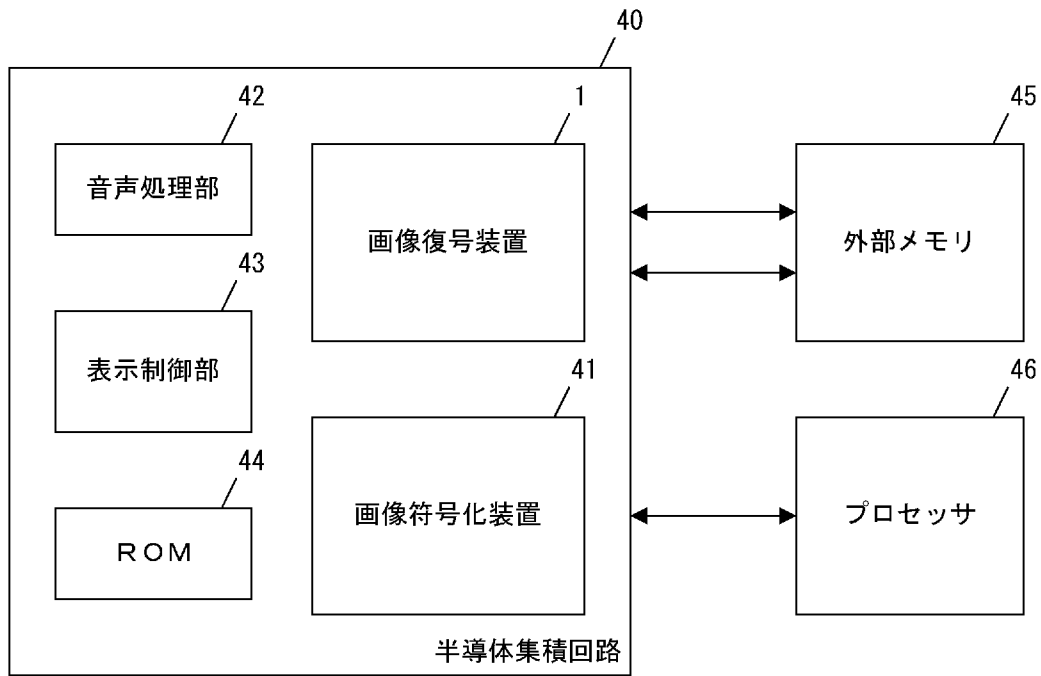 40
42
1
45
音声処理部
画像復号装置
外部メモリ
43
表示制御部
41
46
44
画像符号化装置
プロセッサ
ＲＯＭ
半導体集積回路